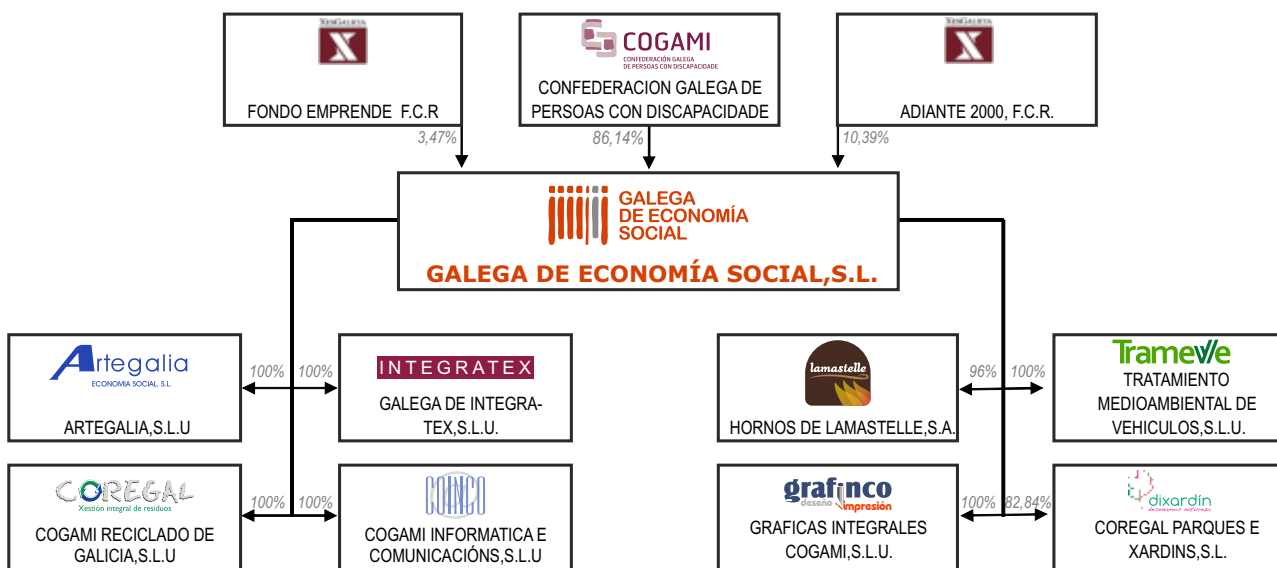 XesGalicia
X
FONDO EMPRENDE F.C.R
COGAMI
CONFEDERACIÓN GALEGA
DE PERSOAS CON DISCAPACIDADE
CONFEDERACION GALEGA DE
PERSOAS CON DISCAPACIDADE
XesGalicia
X
ADIANTE 2000, F.C.R.
3,47%
86,14%
10,39%
GALEGA
DE ECONOMÍA
SOCIAL
GALEGA DE ECONOMÍA SOCIAL,S.L.
Artegalia
ECONOMIA SOCIAL, S.L.
ARTEGALIA,S.L.U
100%
100%
INTEGRATEX
GALEGA DE INTEGRA-
TEX,S.L.U.
lamastelle
HORNOS DE LAMASTELLE,S.A.
96%
100%
Trameve
TRATAMIENTO
MEDIOAMBIENTAL DE
VEHICULOS,S.L.U.
COREGAL
Xestión integral de residuos
COGAMI RECICLADO DE
GALICIA,S.L.U
100%
100%
COINCO
COGAMI INFORMATICA E
COMUNICACIÓNS,S.L.U
grafinco
deseño impresión
GRAFICAS INTEGRALES
COGAMI,S.L.U.
100%
82,84%
dixardín
COREGAL PARQUES E
XARDINS,S.L.